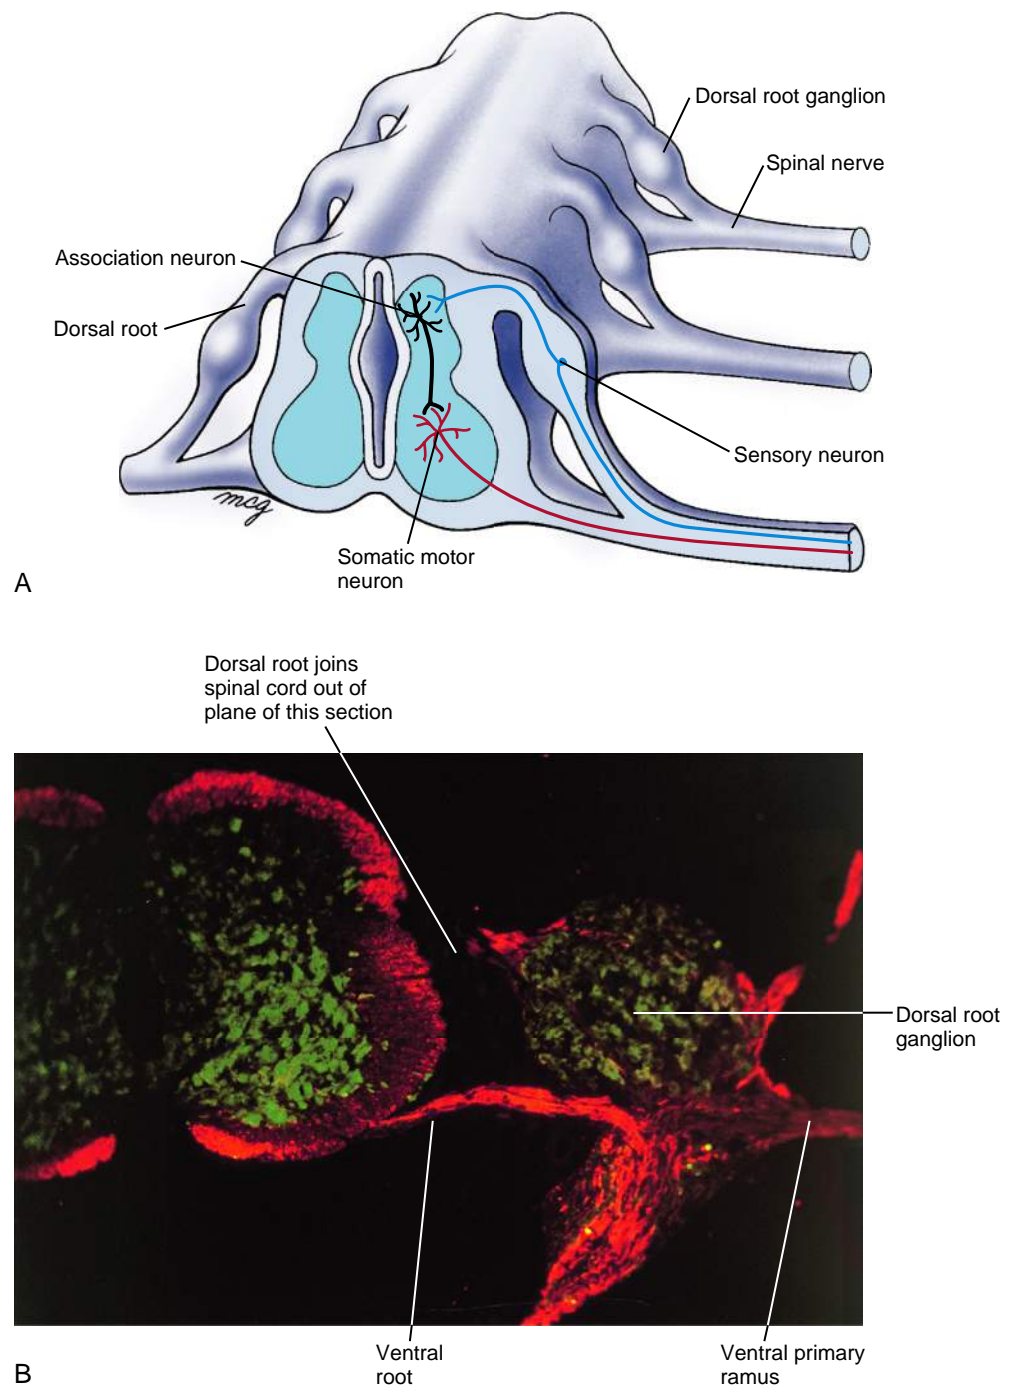 Dorsal root ganglion
Spinal nerve
Association neuron
Dorsal root
Sensory neuron
mcg
Somatic motor
neuron
A
Dorsal root joins
spinal cord out of
plane of this section
Dorsal root
ganglion
Ventral
root
Ventral primary
ramus
B